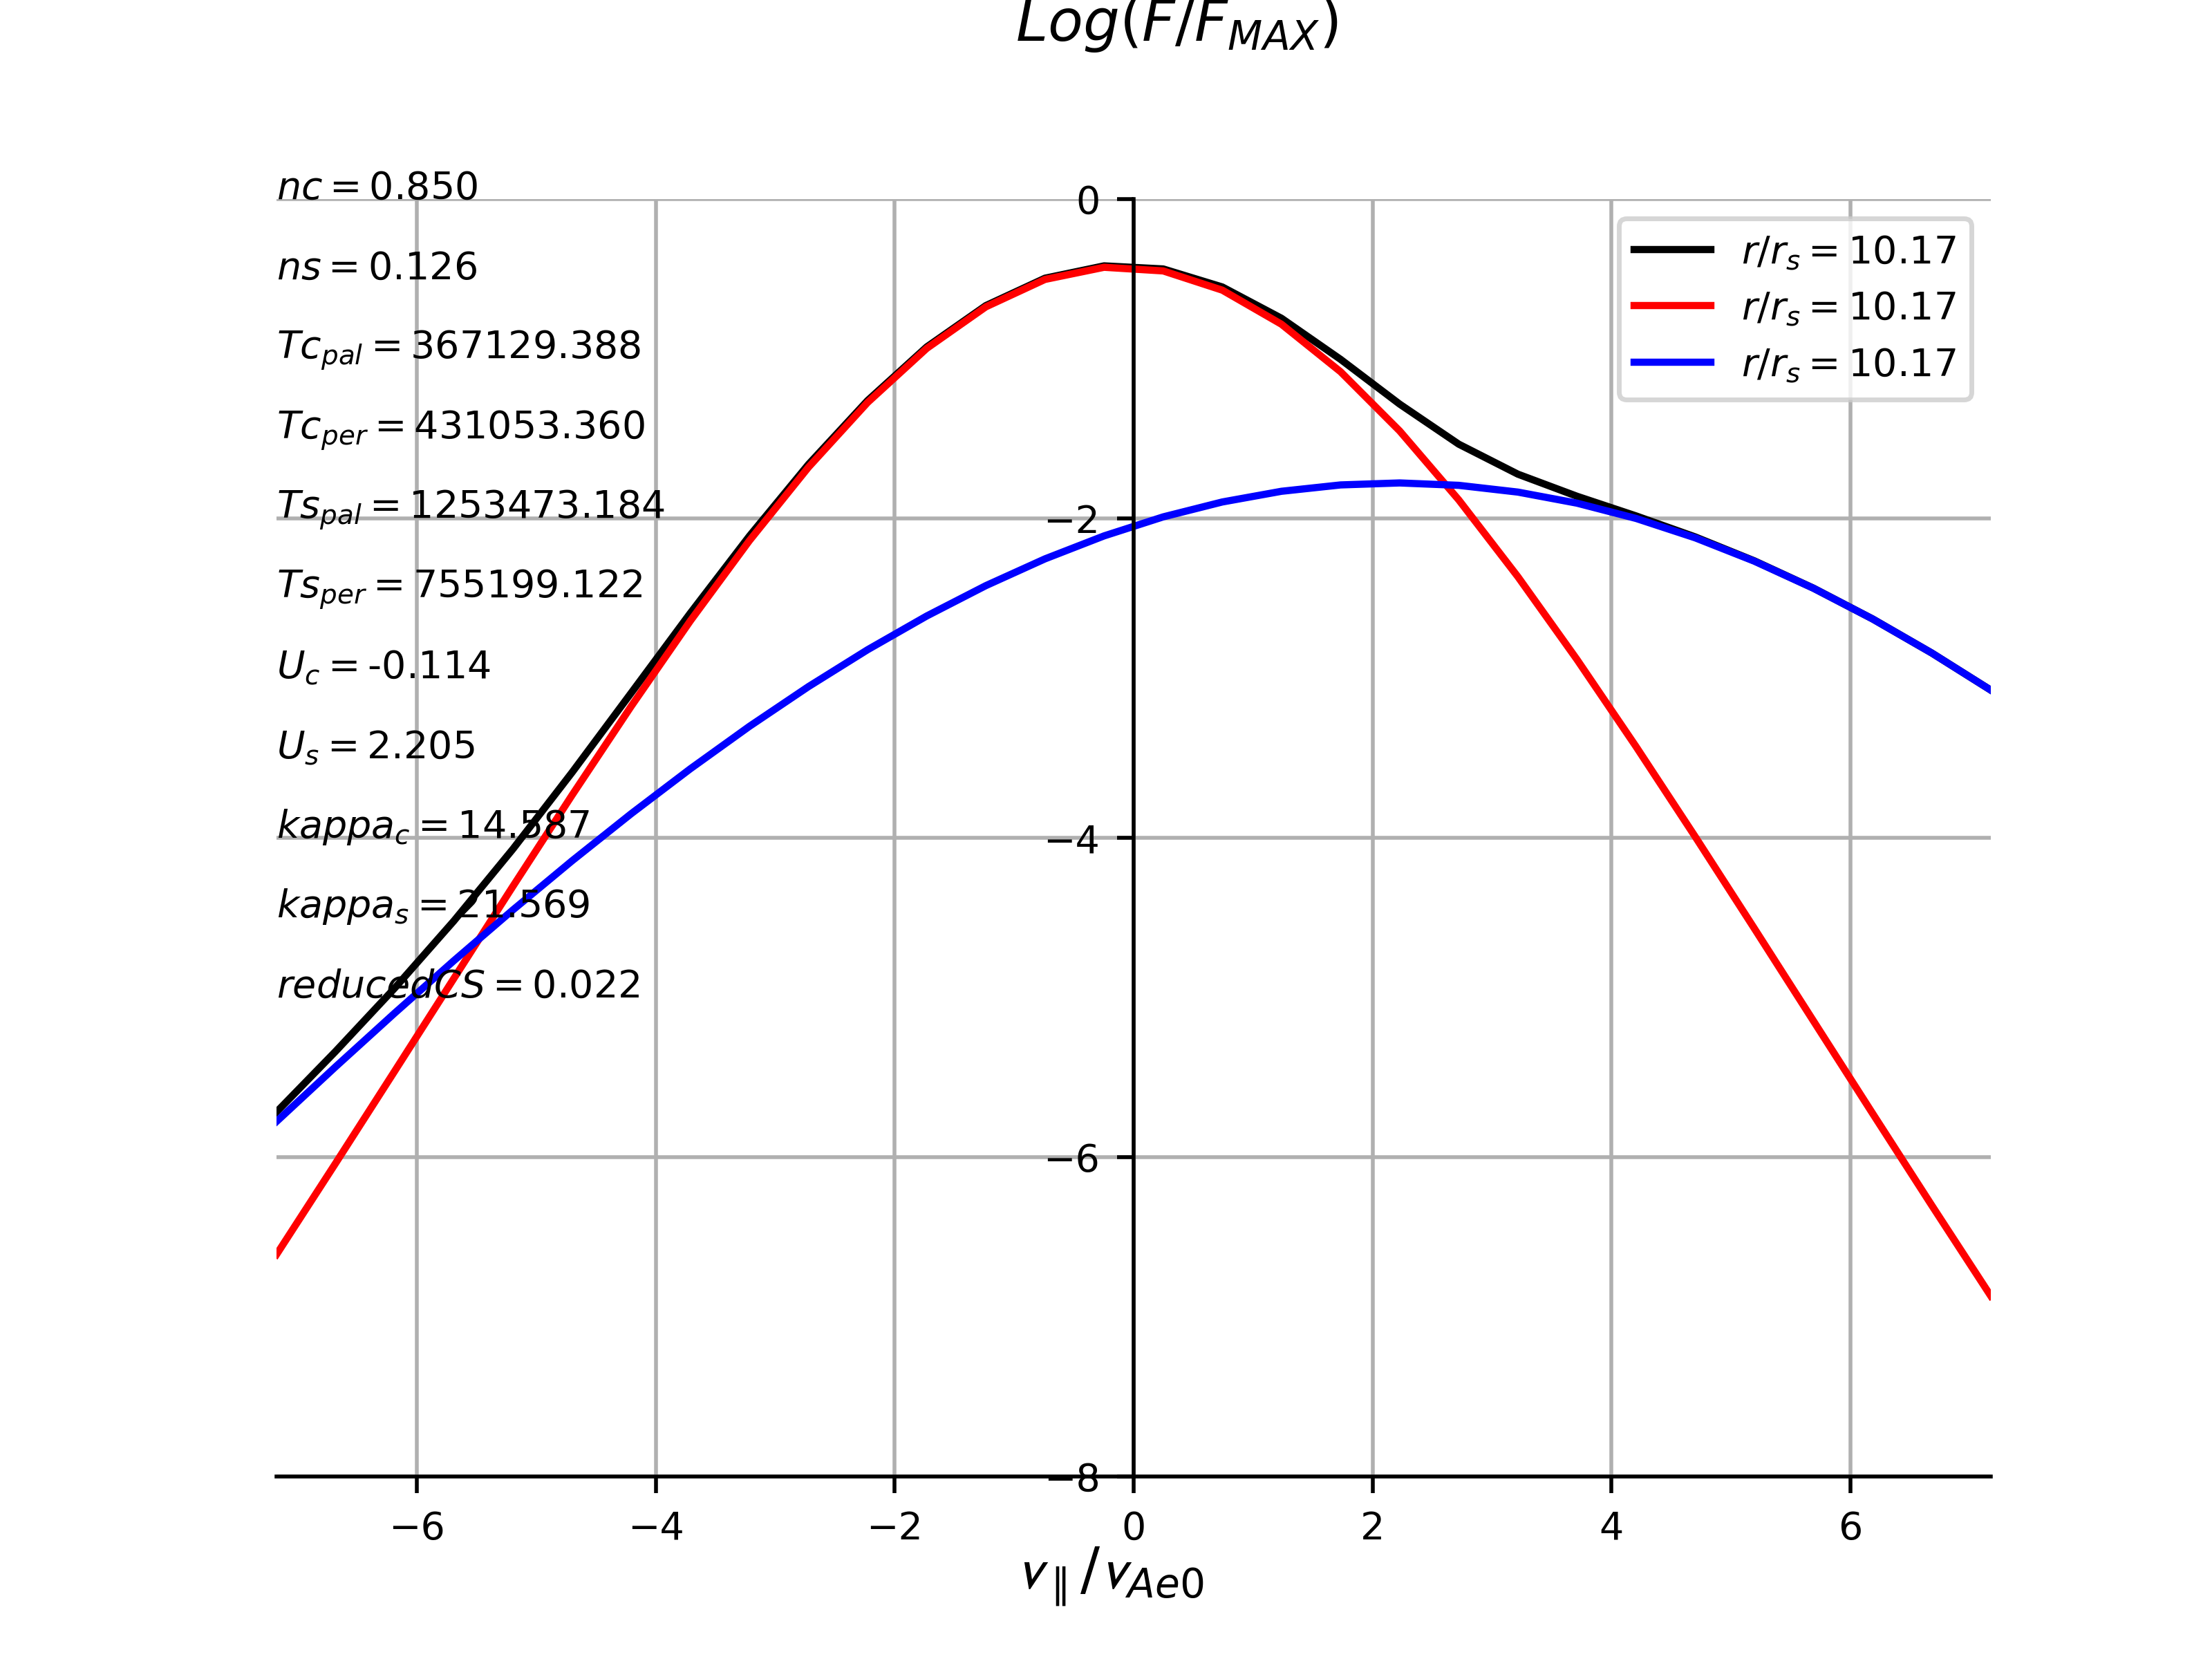 Log(F/F_MAX)
nc = 0.850
ns = 0.126
Tc_pal = 367129.388
Tc_per = 431053.360
Ts_pal = 1253473.184
Ts_per = 755199.122
U_c = -0.114
U_s = 2.205
kappa_c = 14.587
kappa_s = 21.569
reducedCS = 0.022
r/r_s = 10.17
r/r_s = 10.17
r/r_s = 10.17
0
−2
−4
−6
−8
−6 −4 −2 0 2 4 6
v_∥/v_Ae0